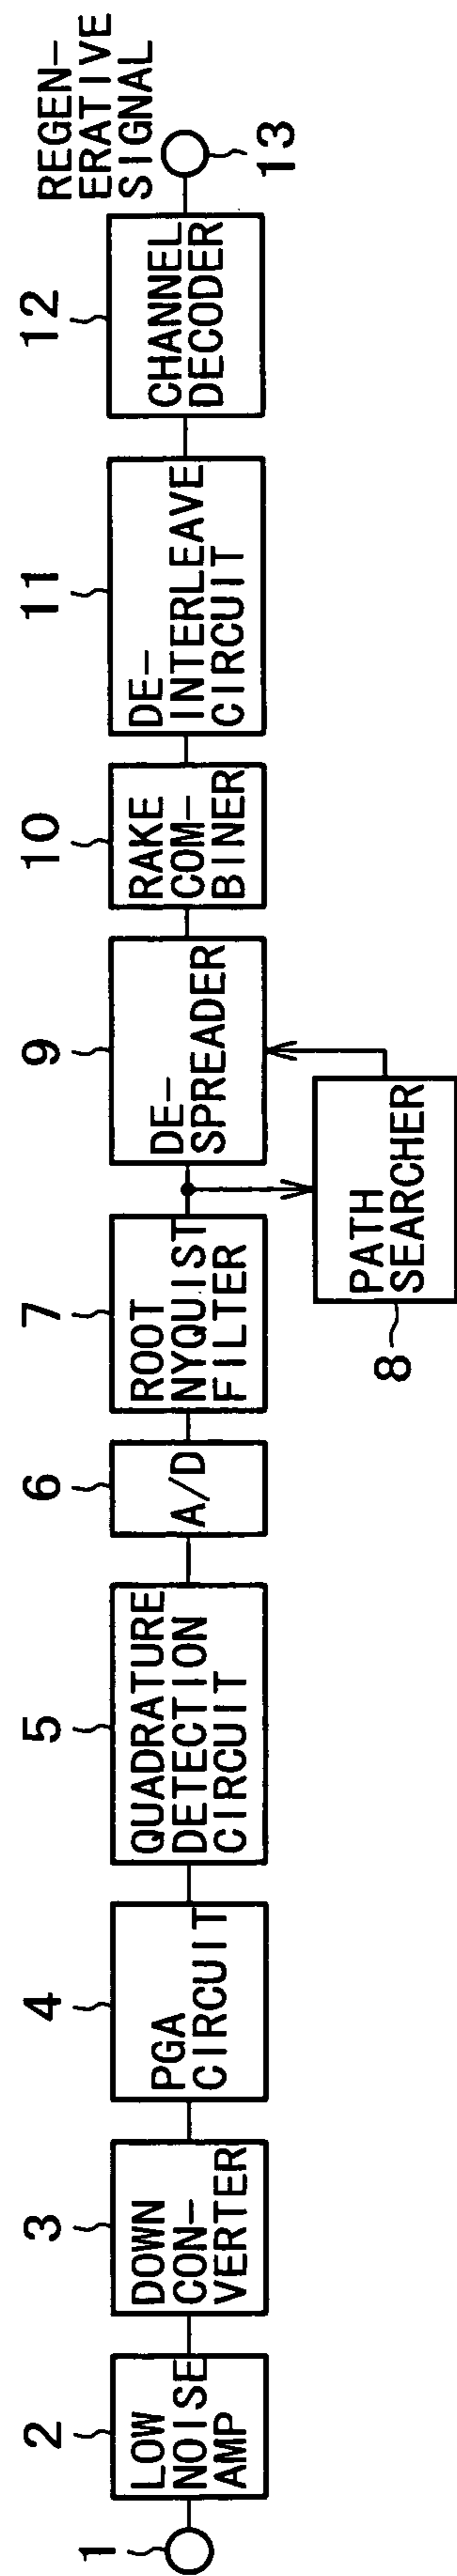 1
2
LOW
NOISE
AMP
3
DOWN
CON-
VERTER
4
PGA
CIRCUIT
5
QUADRATURE
DETECTION
CIRCUIT
6
A/D
7
ROOT
NYQUIST
FILTER
8
PATH
SEARCHER
9
DE-
SPREADER
10
RAKE
COM-
BINER
11
DE-
INTERLEAVE
CIRCUIT
12
CHANNEL
DECODER
REGEN-
ERATIVE
SIGNAL
13